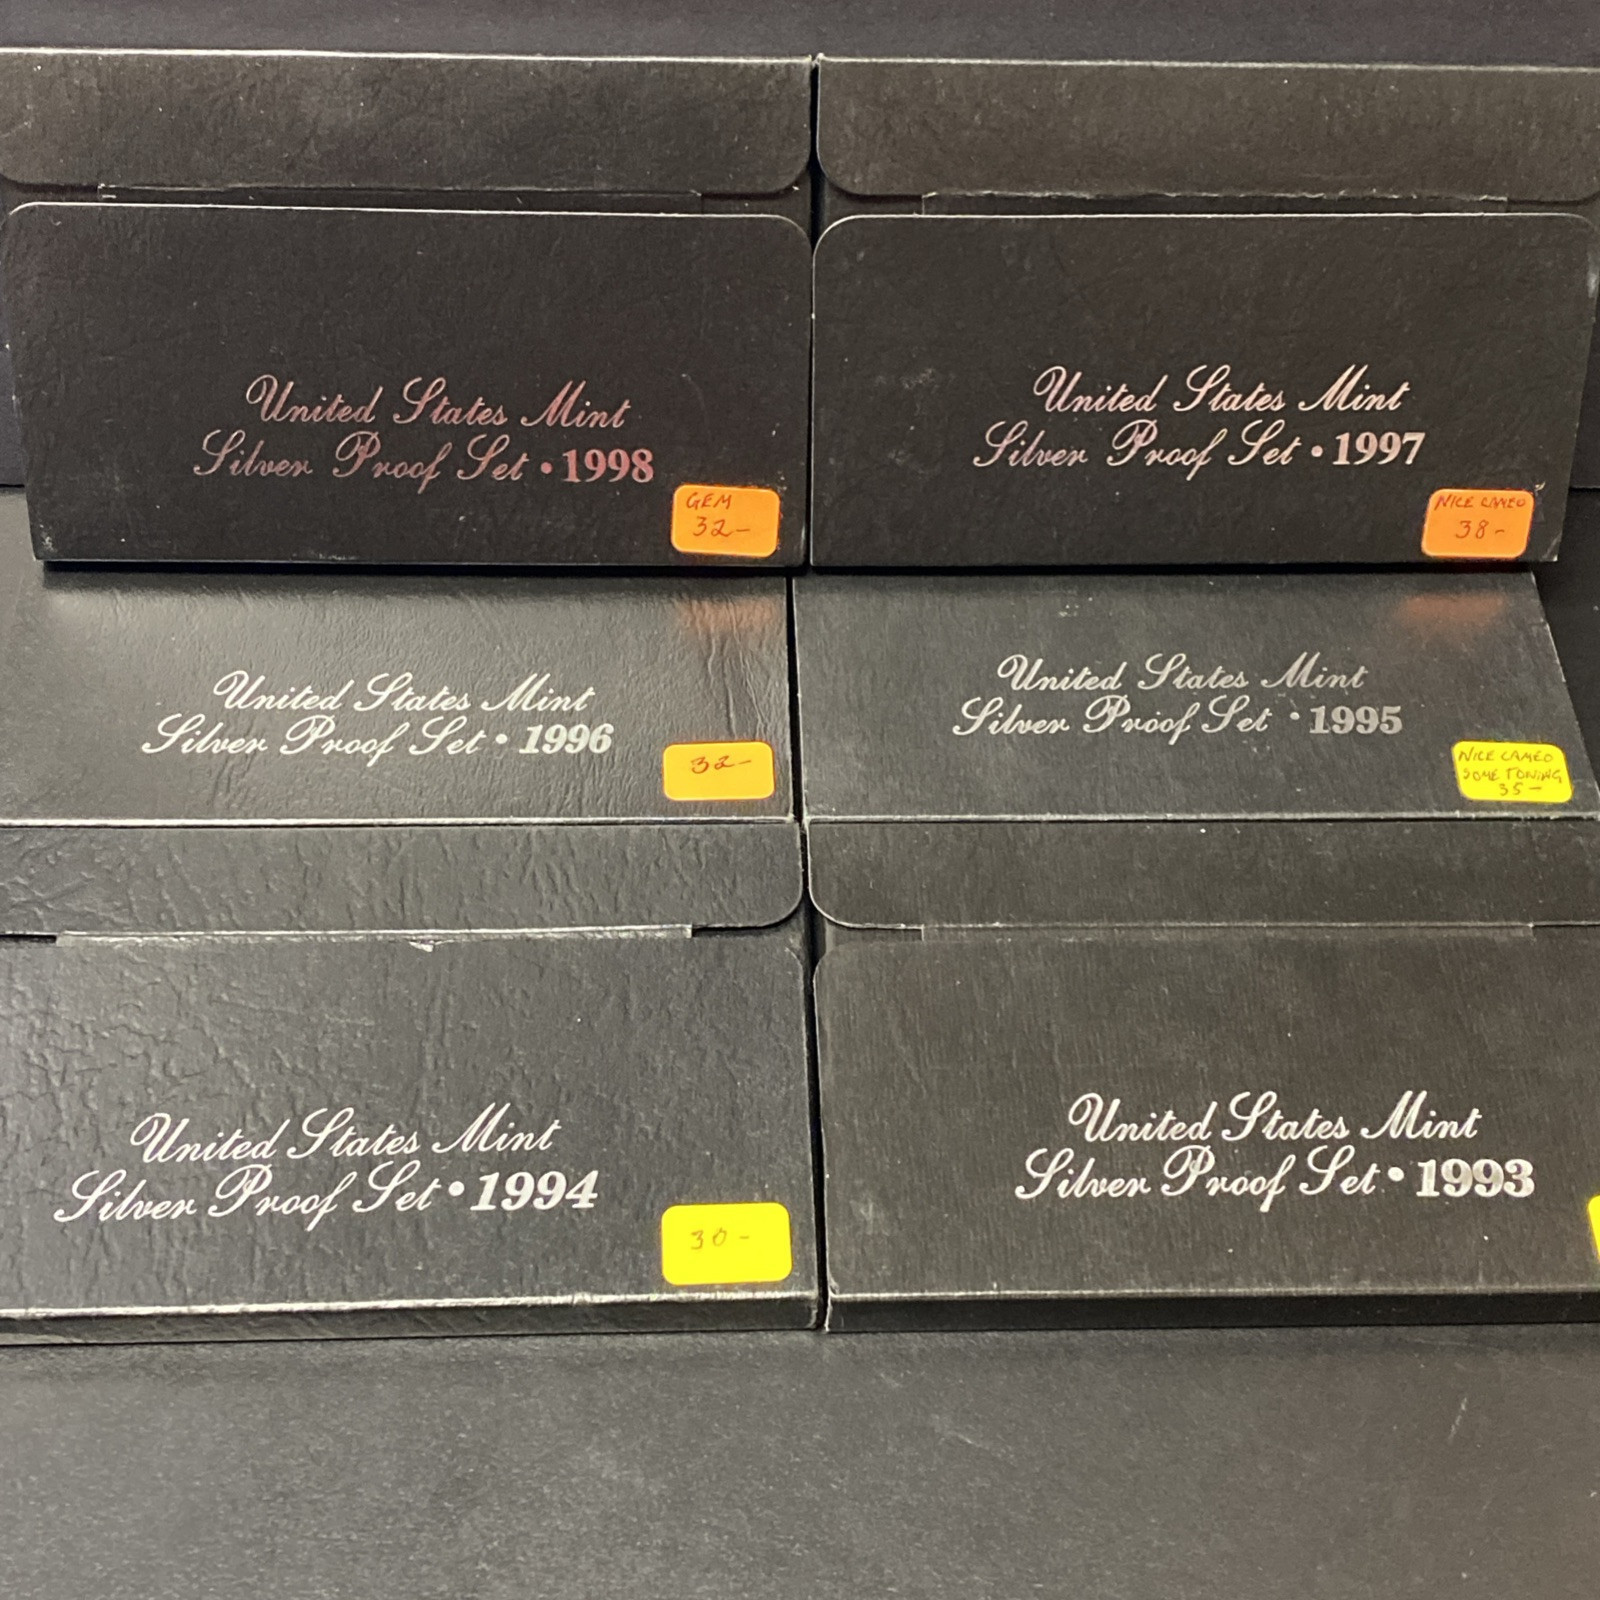 United States Mint
Silver Proof Set • 1998
GEM
32-
United States Mint
Silver Proof Set • 1997
NICE CAMEO
38-
United States Mint
Silver Proof Set • 1996
32-
United States Mint
Silver Proof Set • 1995
NICE CAMEO
SOME TONING
35-
United States Mint
Silver Proof Set • 1994
30-
United States Mint
Silver Proof Set • 1993